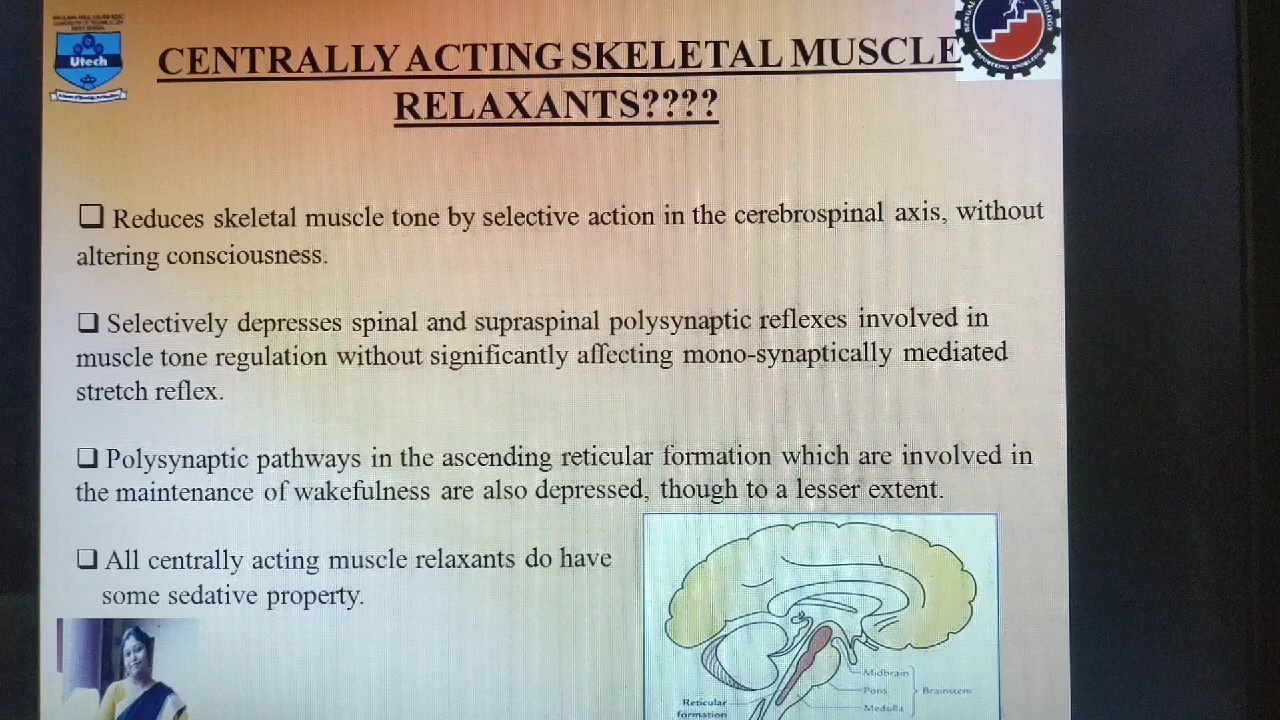 Utech
CENTRALLY ACTING SKELETAL MUSCLE
RELAXANTS????
❑ Reduces skeletal muscle tone by selective action in the cerebrospinal axis, without
altering consciousness.
❑ Selectively depresses spinal and supraspinal polysynaptic reflexes involved in
muscle tone regulation without significantly affecting mono-synaptically mediated
stretch reflex.
❑ Polysynaptic pathways in the ascending reticular formation which are involved in
the maintenance of wakefulness are also depressed, though to a lesser extent.
❑ All centrally acting muscle relaxants do have
some sedative property.
Midbrain
Pons
Brainstem
Medulla
Reticular
formation